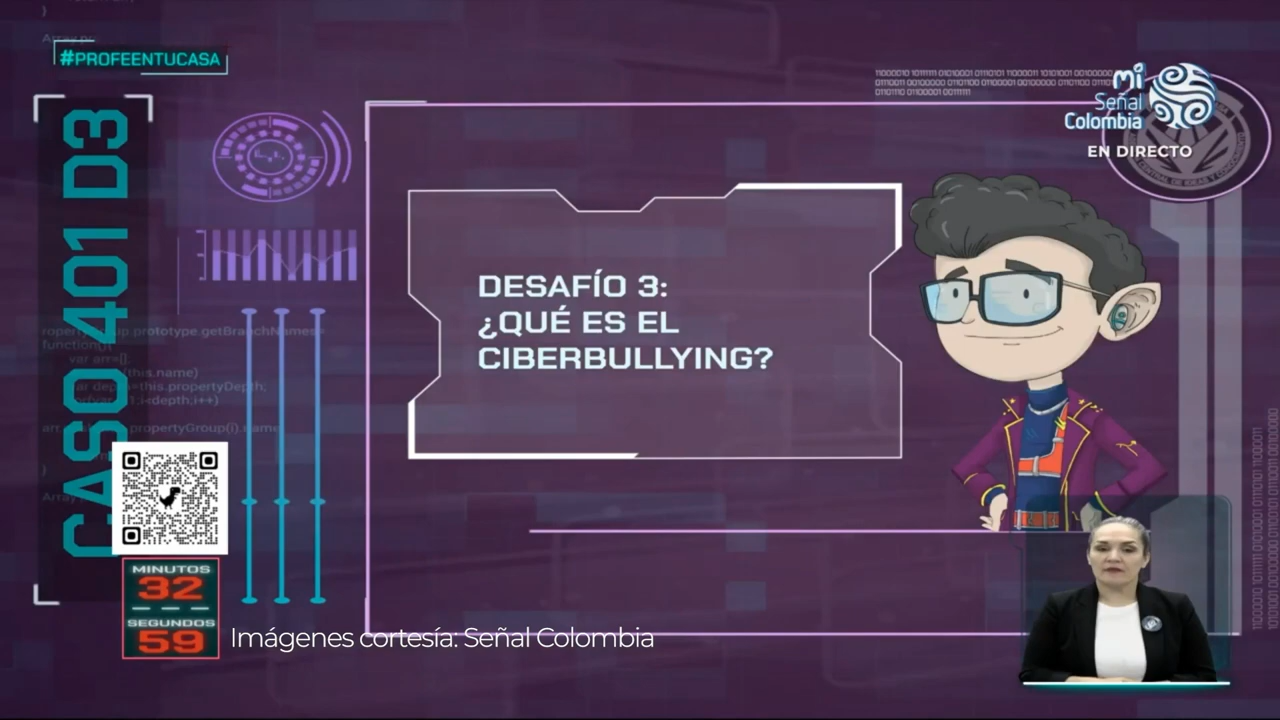 #PROFEENTUCASA
CASO 401 D3
mi
Señal
Colombia
EN DIRECTO
DESAFÍO 3:
¿QUÉ ES EL
CIBERBULLYING?
MINUTOS
32
SEGUNDOS
59
Imágenes cortesía: Señal Colombia